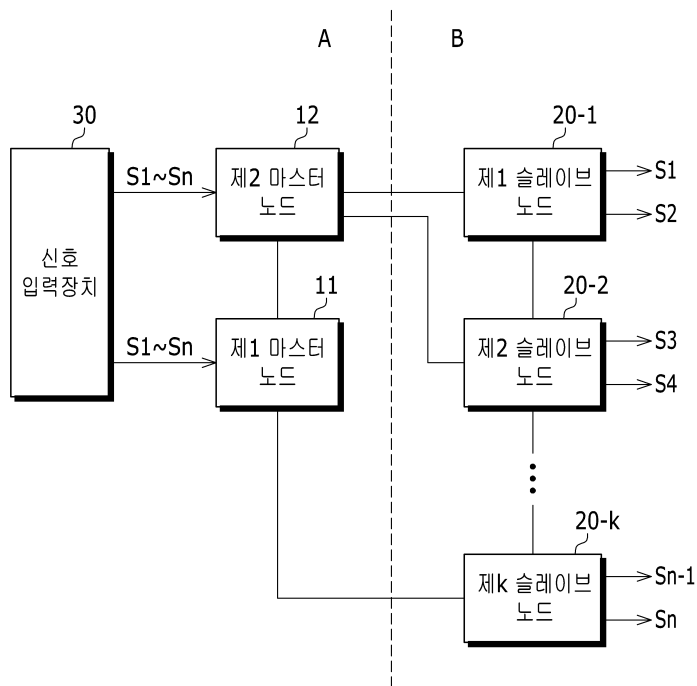 A
B
30
12
20-1
신호
입력장치
S1~Sn
제2 마스터
노드
제1 슬레이브
노드
S1
S2
11
20-2
S1~Sn
제1 마스터
노드
제2 슬레이브
노드
S3
S4
20-k
제k 슬레이브
노드
Sn-1
Sn